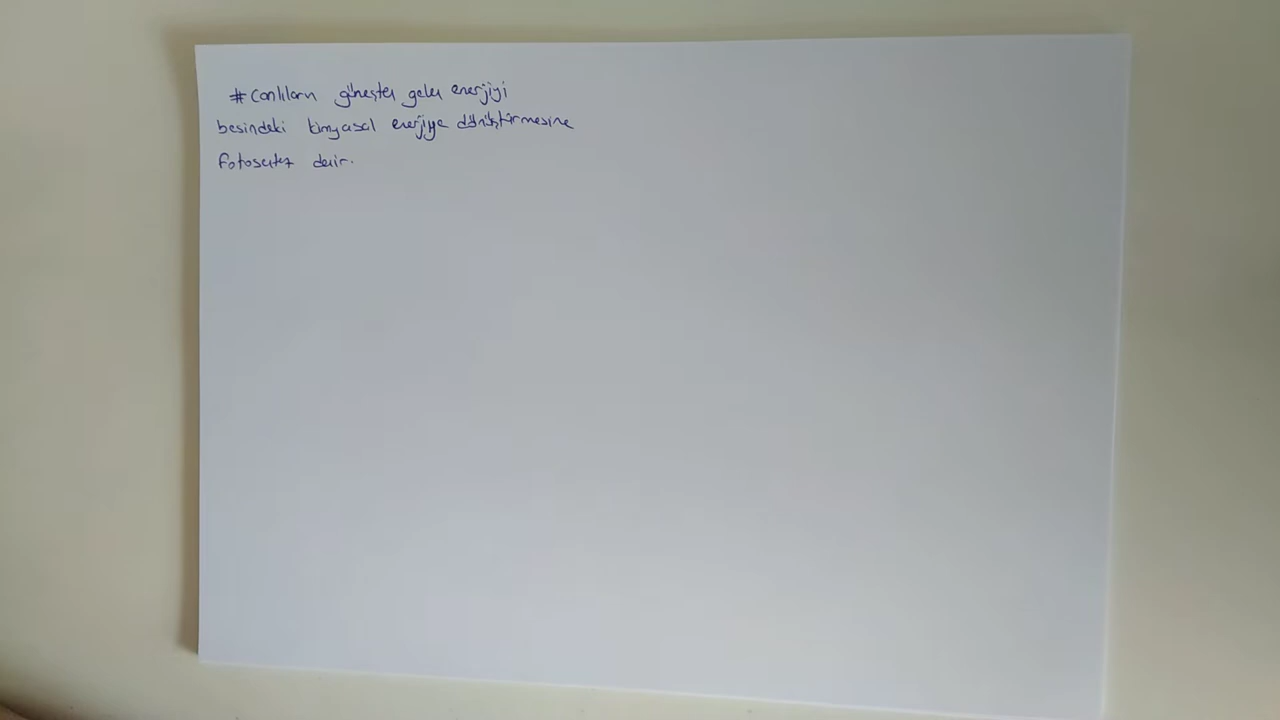 # Canlıların güneşten gelen enerjiyi
besindeki kimyasal enerjiye dönüştürmesine
fotosentez denir.